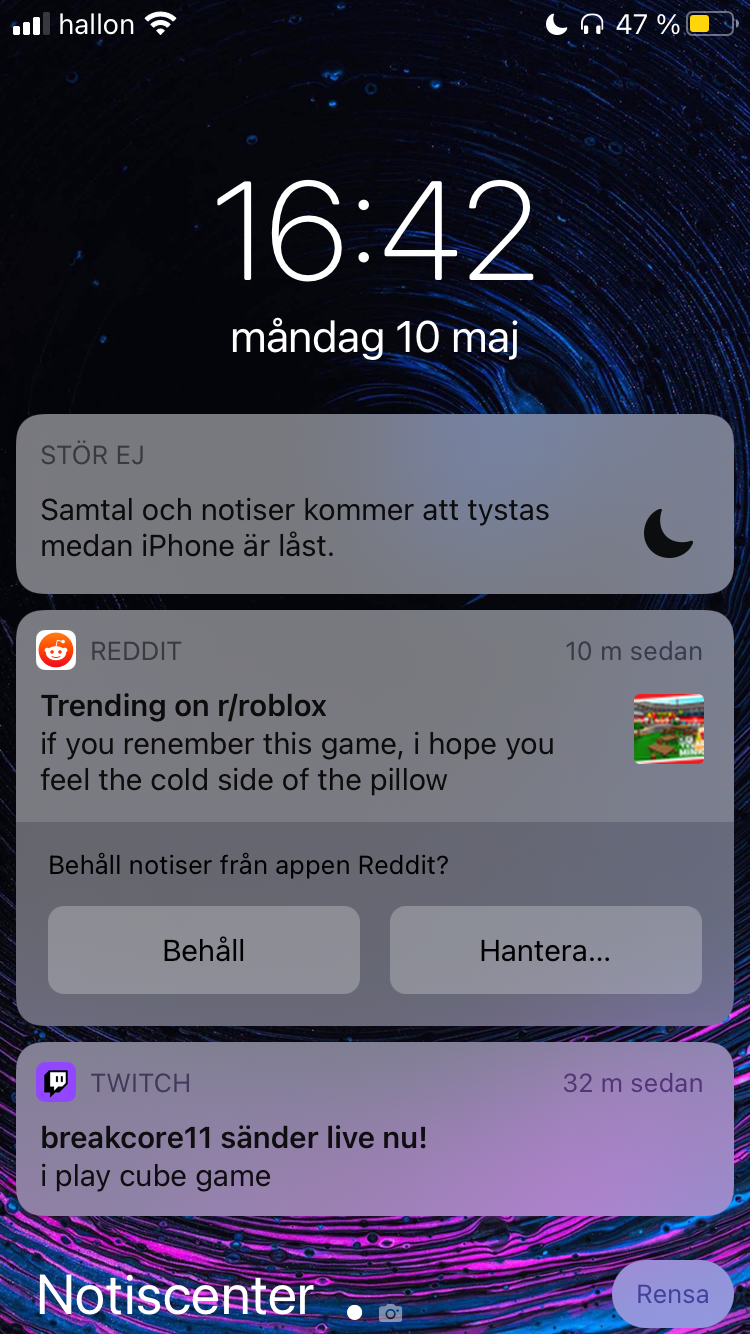 hallon 47 %
16:42
måndag 10 maj
STÖR EJ
Samtal och notiser kommer att tystas
medan iPhone är låst.
REDDIT 10 m sedan
Trending on r/roblox
if you renember this game, i hope you
feel the cold side of the pillow
Behåll notiser från appen Reddit?
Behåll Hantera...
TWITCH 32 m sedan
breakcore11 sänder live nu!
i play cube game
Notiscenter Rensa